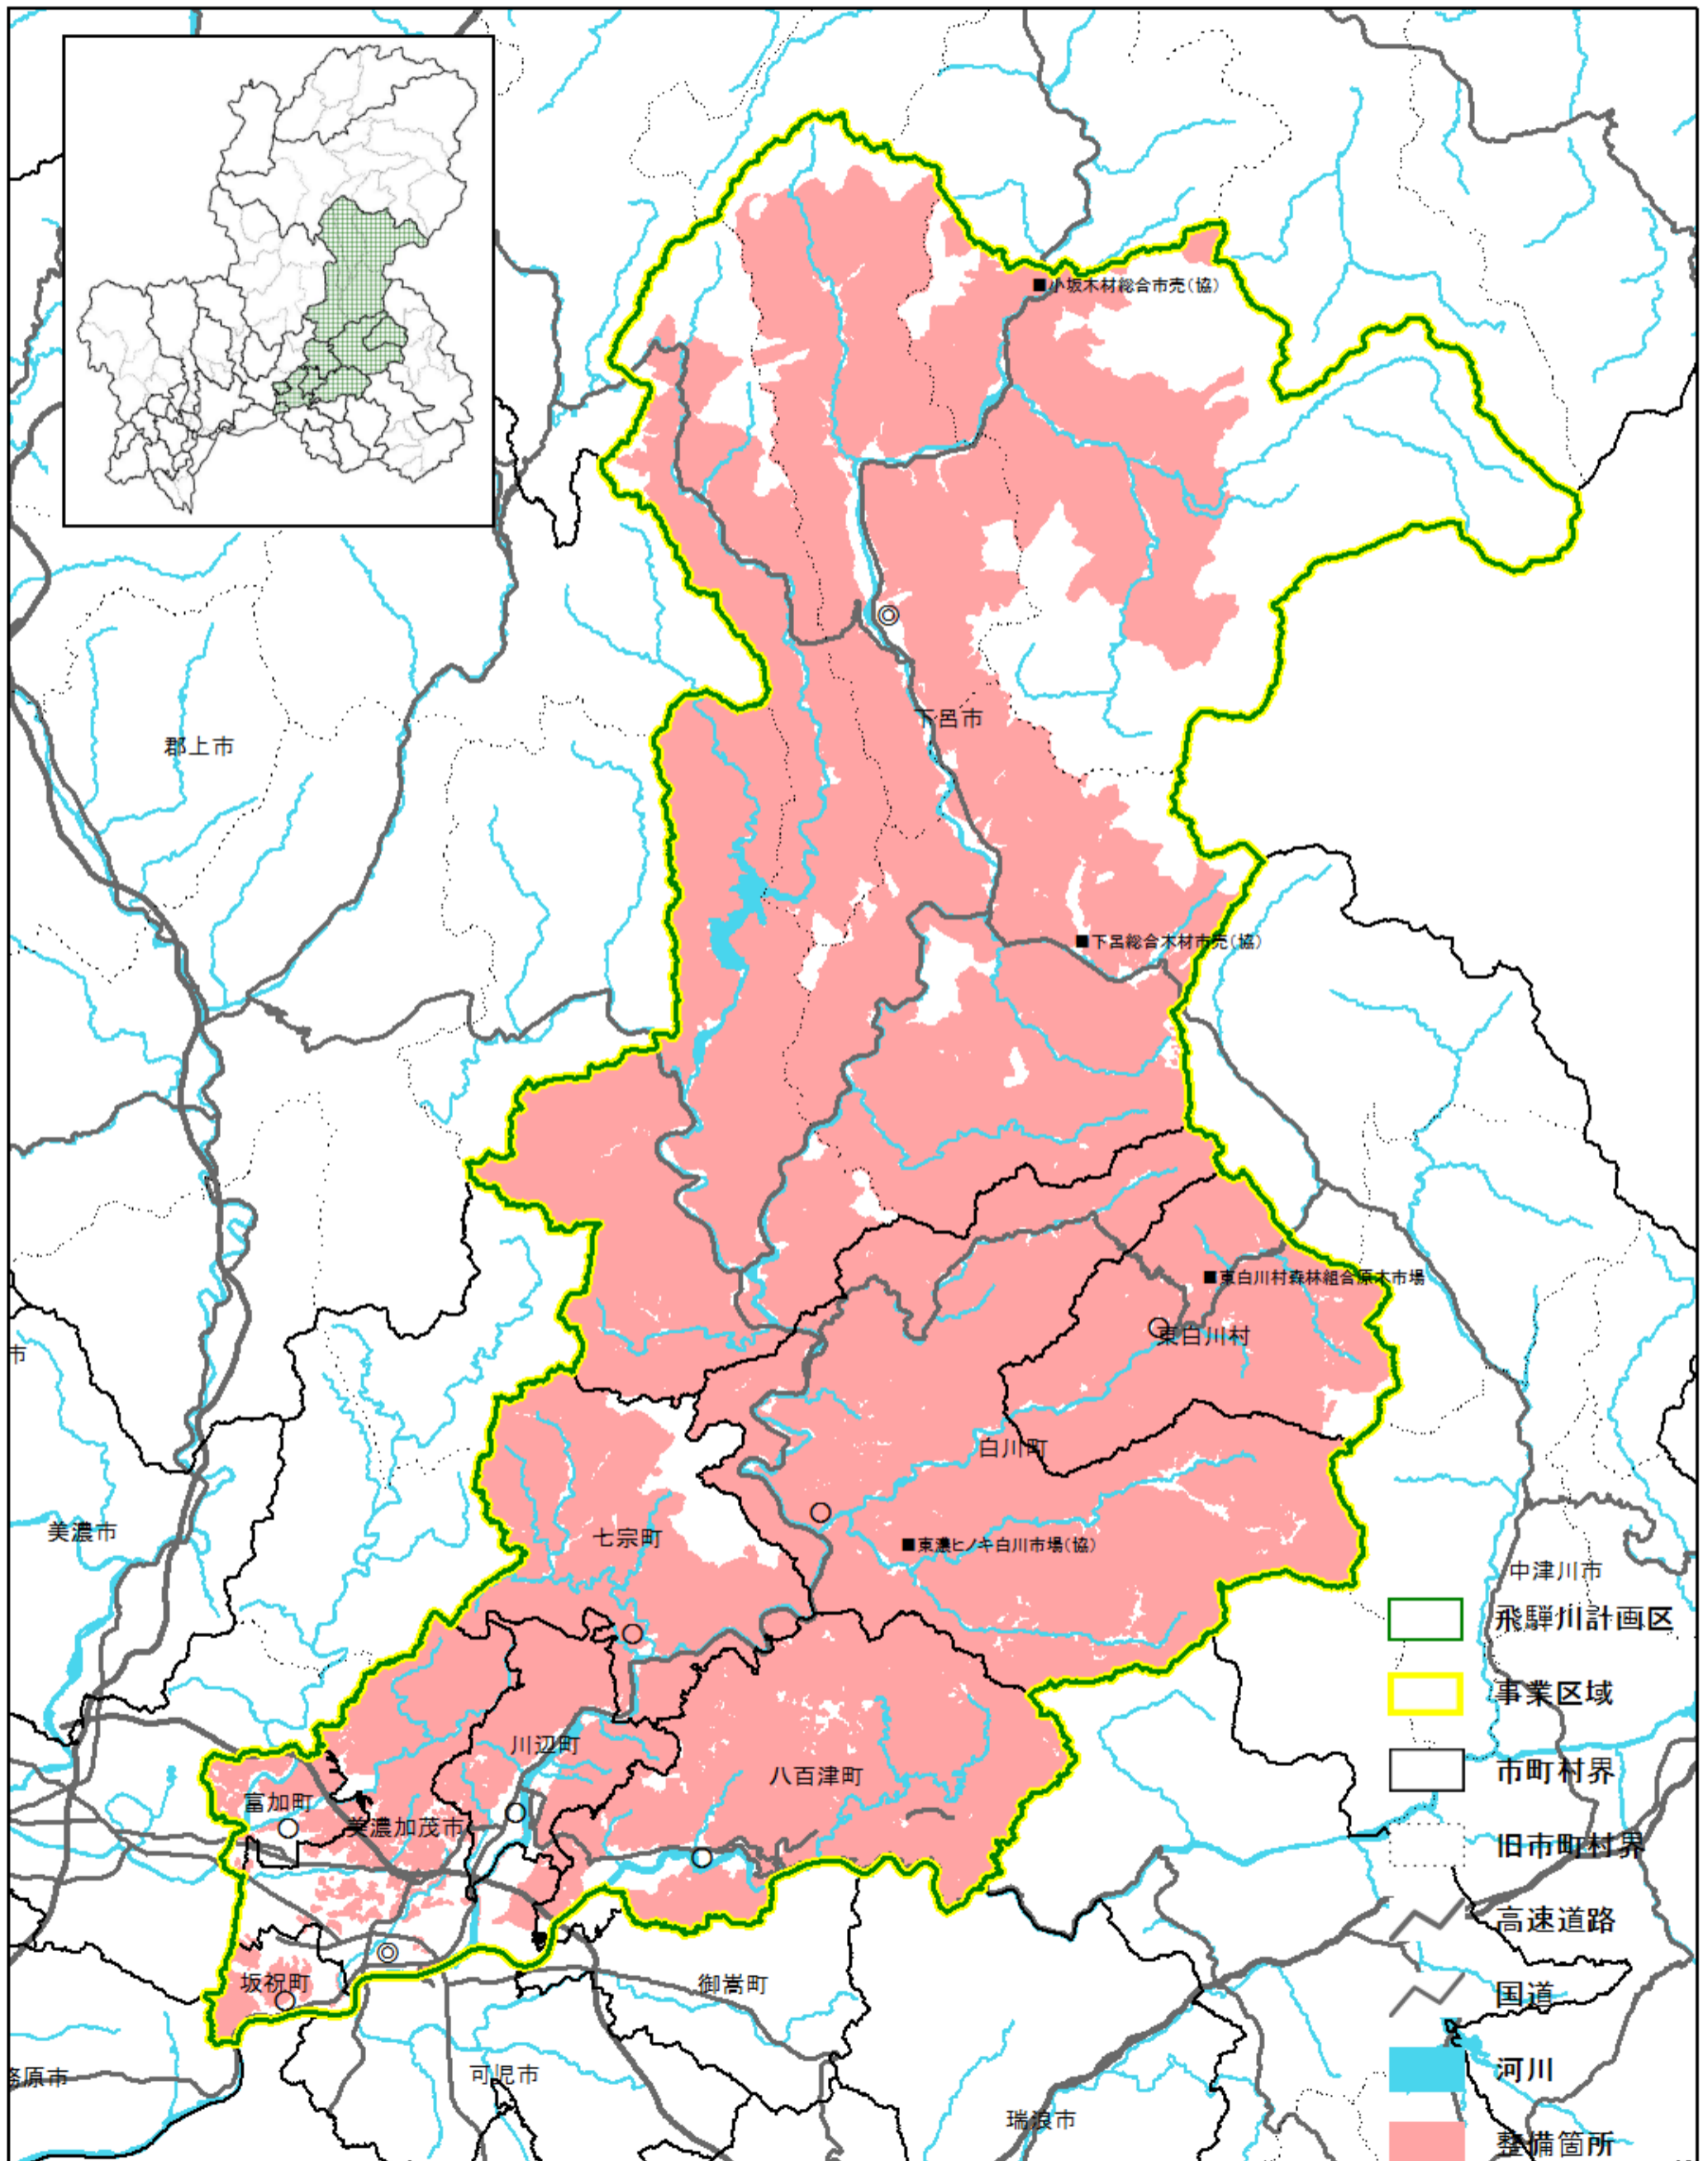 ■小坂木材総合市売(協)
下呂市
郡上市
■下呂総合木材市売(協)
■東白川村森林組合原木市場
東白川村
市
白川町
美濃市
七宗町
■東濃ヒノキ白川市場(協)
中津川市
飛騨川計画区
事業区域
川辺町
市町村界
八百津町
富加町
美濃加茂市
旧市町村界
高速道路
坂祝町
御嵩町
国道
河川
可児市
務原市
瑞浪市
整備箇所